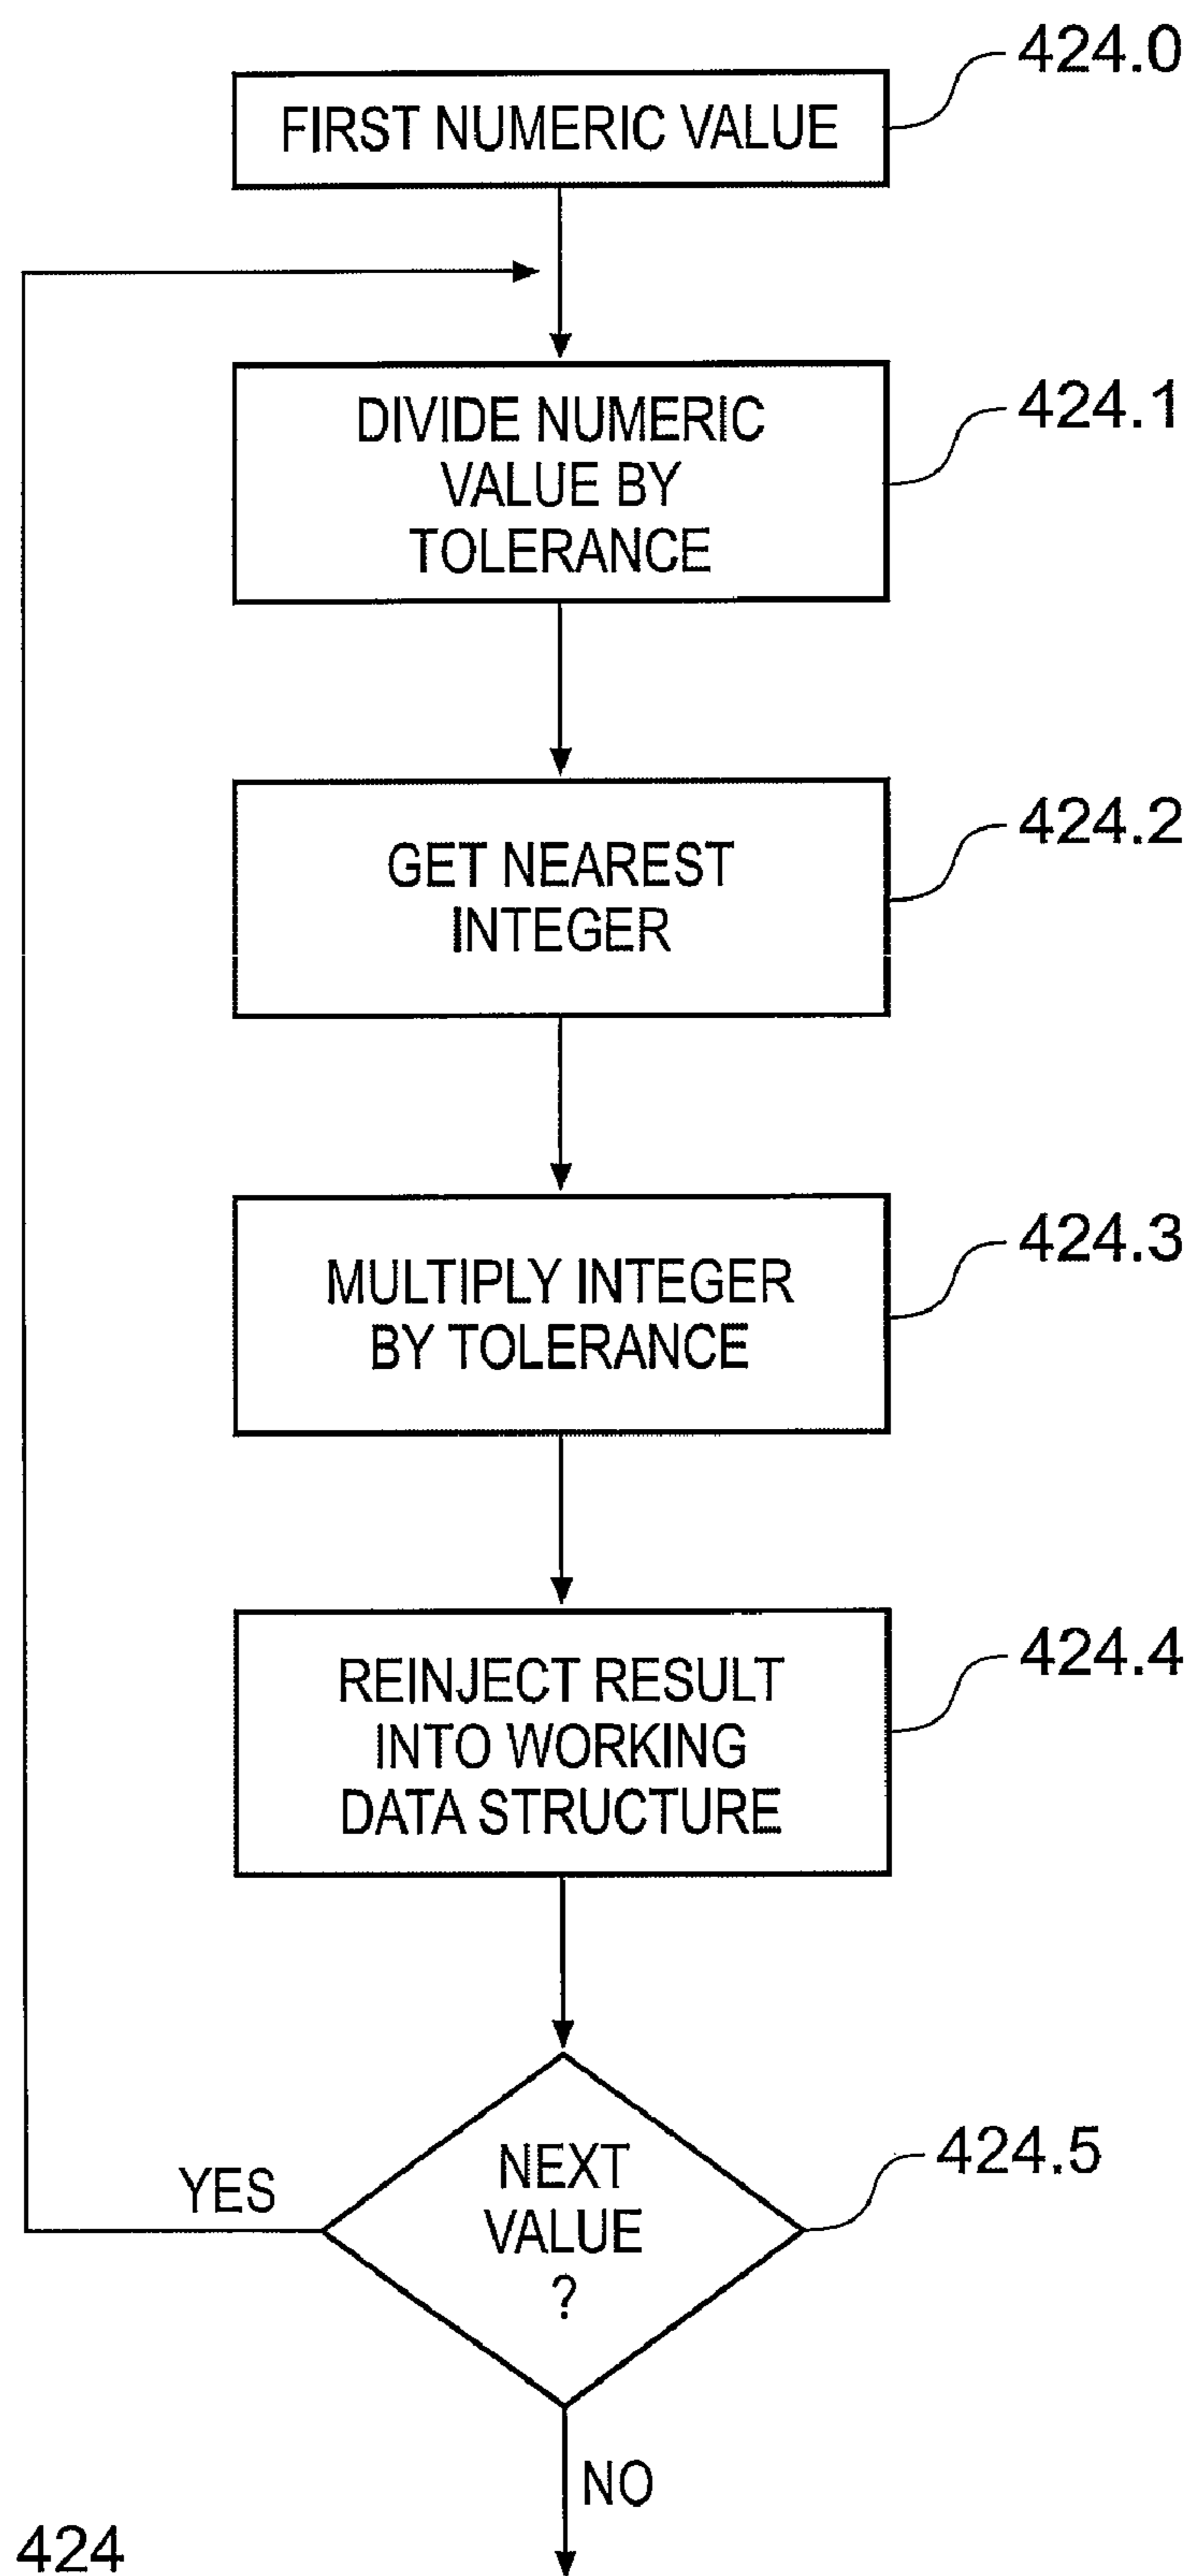 424.0
FIRST NUMERIC VALUE
424.1
DIVIDE NUMERIC
VALUE BY
TOLERANCE
424.2
GET NEAREST
INTEGER
424.3
MULTIPLY INTEGER
BY TOLERANCE
424.4
REINJECT RESULT
INTO WORKING
DATA STRUCTURE
424.5
NEXT
VALUE
?
YES
NO
424